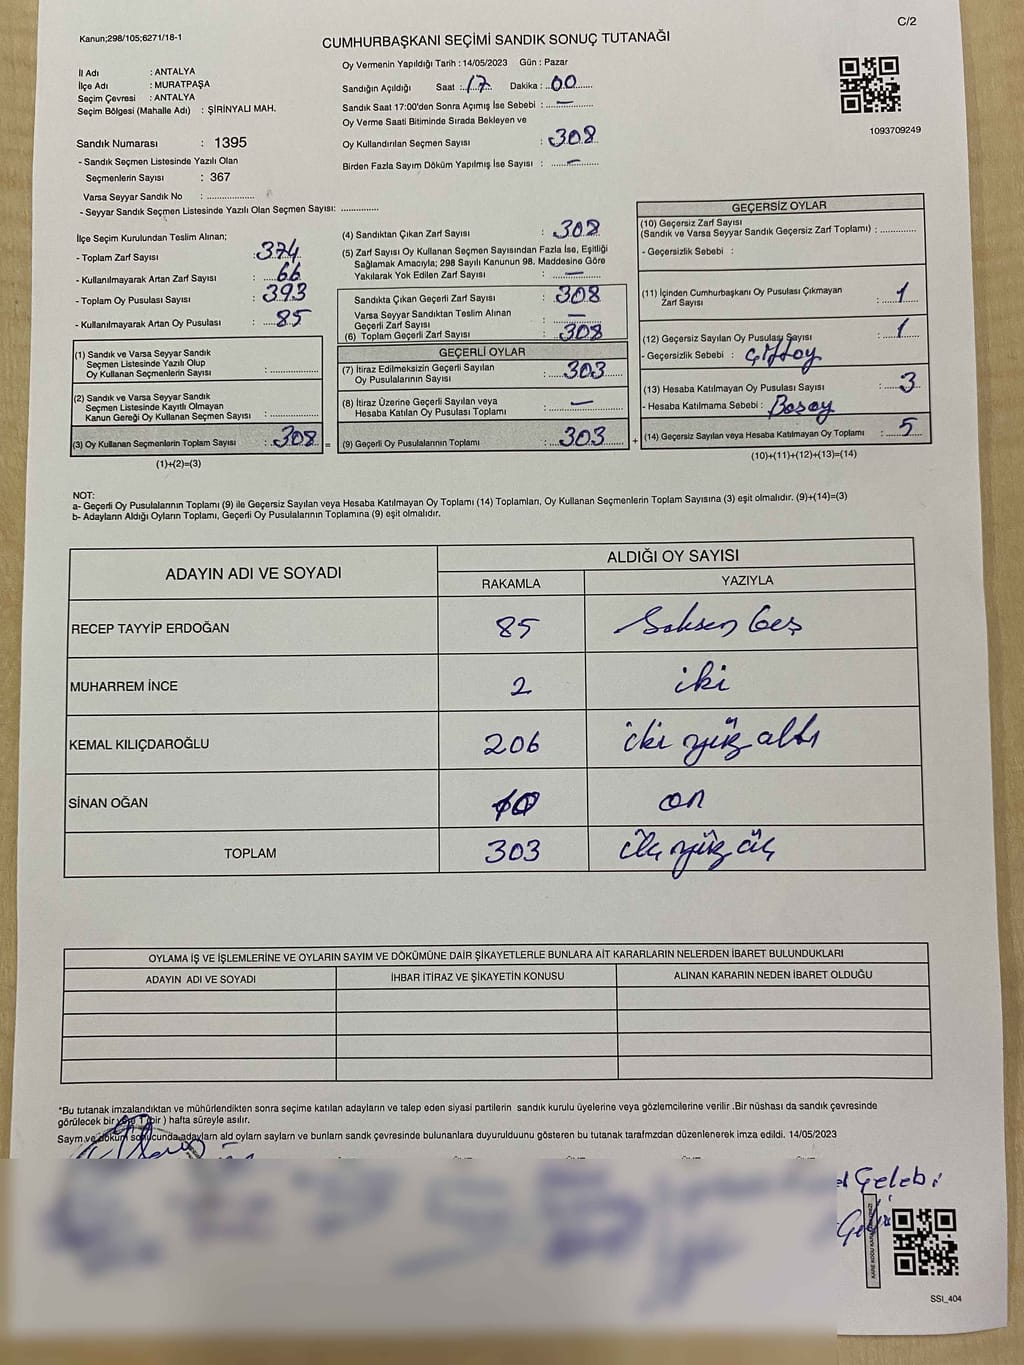 C/2
Kanun;298/105;6271/18-1
CUMHURBAŞKANI SEÇİMİ SANDIK SONUÇ TUTANAĞI
İl Adı : ANTALYA
İlçe Adı : MURATPAŞA
Seçim Çevresi : ANTALYA
Seçim Bölgesi (Mahalle Adı) : ŞİRİNYALI MAH.
Sandık Numarası : 1395
- Sandık Seçmen Listesinde Yazılı Olan
Seçmenlerin Sayısı : 367
Varsa Seyyar Sandık No : ..................
- Seyyar Sandık Seçmen Listesinde Yazılı Olan Seçmen Sayısı: ..............
Oy Vermenin Yapıldığı Tarih : 14/05/2023 Gün : Pazar
Sandığın Açıldığı Saat : 17 Dakika : 00
Sandık Saat 17:00'den Sonra Açımış İse Sebebi : —
Oy Verme Saati Bitiminde Sırada Bekleyen ve
Oy Kullandırılan Seçmen Sayısı : 308
Birden Fazla Sayım Döküm Yapılmış İse Sayısı : —
1093709249
İlçe Seçim Kurulundan Teslim Alınan;
- Toplam Zarf Sayısı : 374
- Kullanılmayarak Artan Zarf Sayısı : 66
- Toplam Oy Pusulası Sayısı : 393
- Kullanılmayarak Artan Oy Pusulası : 85
(1) Sandık ve Varsa Seyyar Sandık
Seçmen Listesinde Yazılı Olup
Oy Kullanan Seçmenlerin Sayısı : ..............
(2) Sandık ve Varsa Seyyar Sandık
Seçmen Listesinde Kayıtlı Olmayan
Kanun Gereği Oy Kullanan Seçmen Sayısı : ..............
(3) Oy Kullanan Seçmenlerin Toplam Sayısı : 308 =
(1)+(2)=(3)
(4) Sandıktan Çıkan Zarf Sayısı : 308
(5) Zarf Sayısı Oy Kullanan Seçmen Sayısından Fazla İse, Eşitliği
Sağlamak Amacıyla; 298 Sayılı Kanunun 98. Maddesine Göre
Yakılarak Yok Edilen Zarf Sayısı : —
Sandıkta Çıkan Geçerli Zarf Sayısı : 308
Varsa Seyyar Sandıktan Teslim Alınan
Geçerli Zarf Sayısı : —
(6) Toplam Geçerli Zarf Sayısı : 308
GEÇERLİ OYLAR
(7) İtiraz Edilmeksizin Geçerli Sayılan
Oy Pusulalarının Sayısı : 303
(8) İtiraz Üzerine Geçerli Sayılan veya
Hesaba Katılan Oy Pusulası Toplamı : —
(9) Geçerli Oy Pusulalarının Toplamı : 303 +
GEÇERSİZ OYLAR
(10) Geçersiz Zarf Sayısı
(Sandık ve Varsa Seyyar Sandık Geçersiz Zarf Toplamı) : ............
- Geçersizlik Sebebi :
(11) İçinden Cumhurbaşkanı Oy Pusulası Çıkmayan
Zarf Sayısı : 1
(12) Geçersiz Sayılan Oy Pusulası Sayısı : 1
- Geçersizlik Sebebi : Çift oy
(13) Hesaba Katılmayan Oy Pusulası Sayısı : 3
- Hesaba Katılmama Sebebi : Boş oy
(14) Geçersiz Sayılan veya Hesaba Katılmayan Oy Toplamı : 5
(10)+(11)+(12)+(13)=(14)
NOT:
a- Geçerli Oy Pusulalarının Toplamı (9) ile Geçersiz Sayılan veya Hesaba Katılmayan Oy Toplamı (14) Toplamları, Oy Kullanan Seçmenlerin Toplam Sayısına (3) eşit olmalıdır. (9)+(14)=(3)
b- Adayların Aldığı Oyların Toplamı, Geçerli Oy Pusulalarının Toplamına (9) eşit olmalıdır.
ADAYIN ADI VE SOYADI ALDIĞI OY SAYISI
RAKAMLA YAZIYLA
RECEP TAYYİP ERDOĞAN 85 Seksen beş
MUHARREM İNCE 2 iki
KEMAL KILIÇDAROĞLU 206 iki yüz altı
SİNAN OĞAN 10 on
TOPLAM 303 üç yüz üç
OYLAMA İŞ VE İŞLEMLERİNE VE OYLARIN SAYIM VE DÖKÜMÜNE DAİR ŞİKAYETLERLE BUNLARA AİT KARARLARIN NELERDEN İBARET BULUNDUKLARI
ADAYIN ADI VE SOYADI İHBAR İTİRAZ VE ŞİKAYETİN KONUSU ALINAN KARARIN NEDEN İBARET OLDUĞU
*Bu tutanak imzalandıktan ve mühürlendikten sonra seçime katılan adayların ve talep eden siyasi partilerin sandık kurulu üyelerine veya gözlemcilerine verilir .Bir nüshası da sandık çevresinde
görülecek bir yere 1 (bir ) hafta süreyle asılır.
Saym ve döküm sonucunda adaylam ald oylarn saylarn ve bunlam sandık çevresinde bulunanlara duyurulduunu gösteren bu tutanak tarafmzdan düzenlenerek imza edildi. 14/05/2023
Çelebi
SSI_404